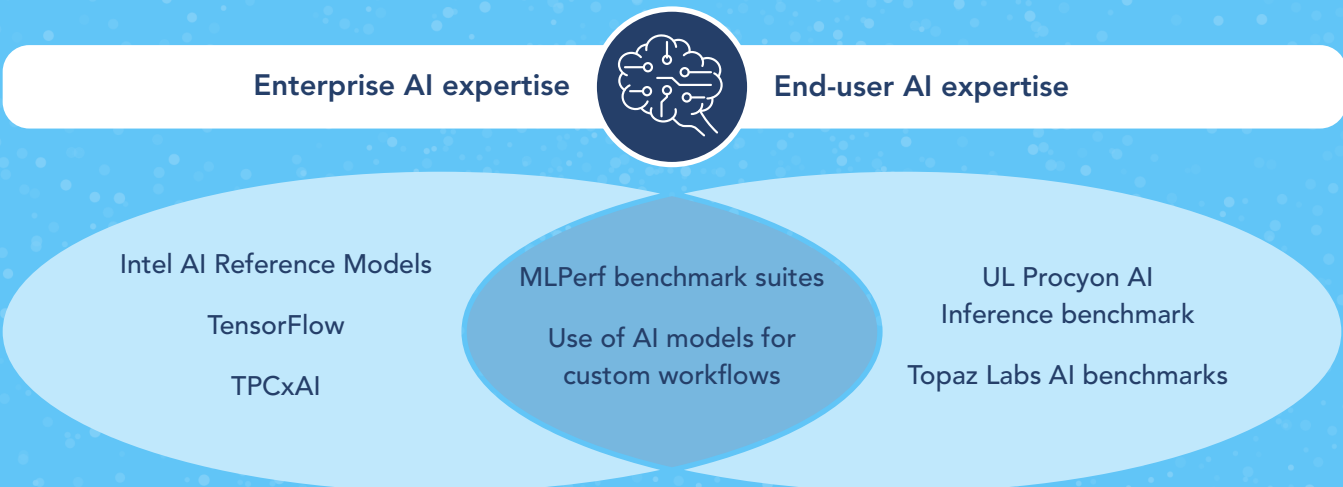 Enterprise AI expertise
End-user AI expertise
Intel AI Reference Models
TensorFlow
TPCxAI
MLPerf benchmark suites
Use of AI models for
custom workflows
UL Procyon AI
Inference benchmark
Topaz Labs AI benchmarks